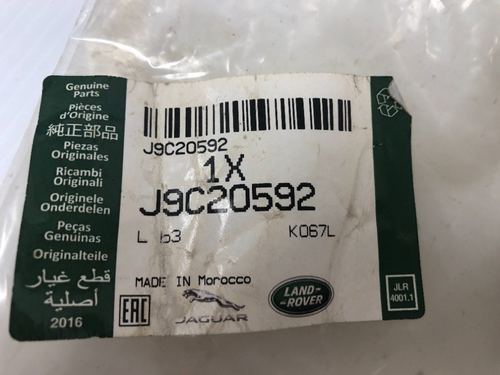 Genuine
Parts
Pièces
d'Origine
純正部品
Piezas
Originales
Ricambi
Originali
Originele
Onderdelen
Peças
Genuinas
Originalteile
قطع غيار
أصلية
2016
J9C20592
1X
J9C20592
K067L
MADE IN Morocco
EAC
JAGUAR
LAND-
-ROVER
JLR
4001.1